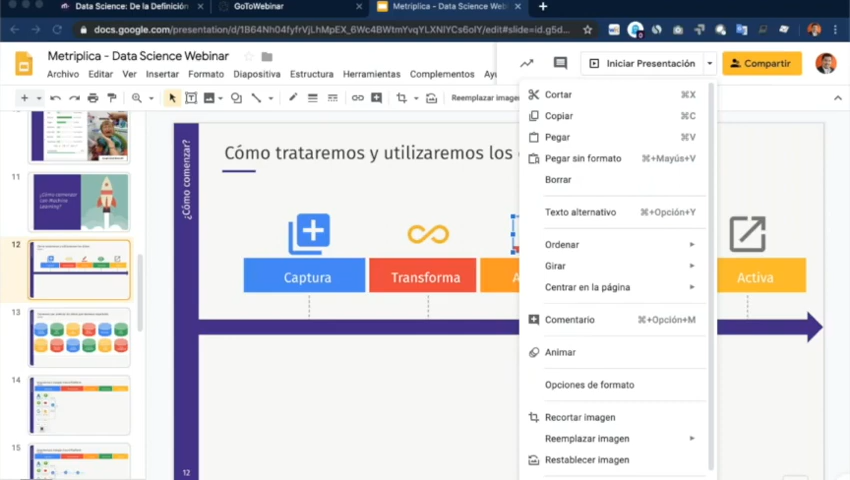 Data Science: De la Definición
GoToWebinar
Metriplica - Data Science Web
docs.google.com/presentation/d/1B64Nh04fyfrVjLhMpEX_6Wc4BWtmYvqYLXNlYCs6oIY/edit#slide=id.g5d...
Metriplica - Data Science Webinar
Archivo Editar Ver Insertar Formato Diapositiva Estructura Herramientas Complementos Ay
Iniciar Presentación
Compartir
Reemplazar image
11
12
13
14
15
¿Cómo comenzar con Machine Learning?
¿Cómo comenzar?
Cómo trataremos y utilizaremos los
Captura
Transforma
A
Activa
12
Cortar ⌘X
Copiar ⌘C
Pegar ⌘V
Pegar sin formato ⌘+Mayús+V
Borrar
Texto alternativo ⌘+Opción+Y
Ordenar
Girar
Centrar en la página
Comentario ⌘+Opción+M
Animar
Opciones de formato
Recortar imagen
Reemplazar imagen
Restablecer imagen